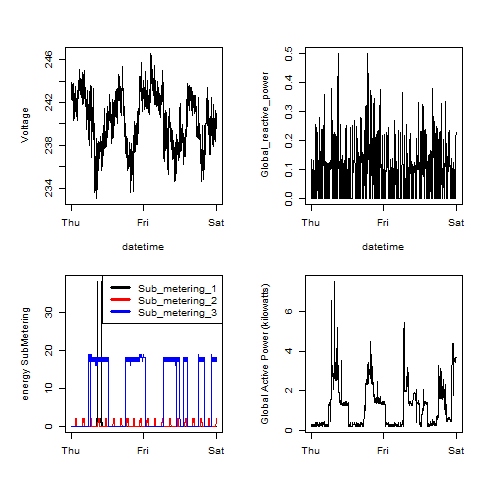 Voltage
234
238
242
246
Thu
Fri
Sat
datetime
Global_reactive_power
0.0
0.1
0.2
0.3
0.4
0.5
Thu
Fri
Sat
datetime
energy SubMetering
0
10
20
30
Sub_metering_1
Sub_metering_2
Sub_metering_3
Thu
Fri
Sat
Global Active Power (kilowatts)
0
2
4
6
Thu
Fri
Sat